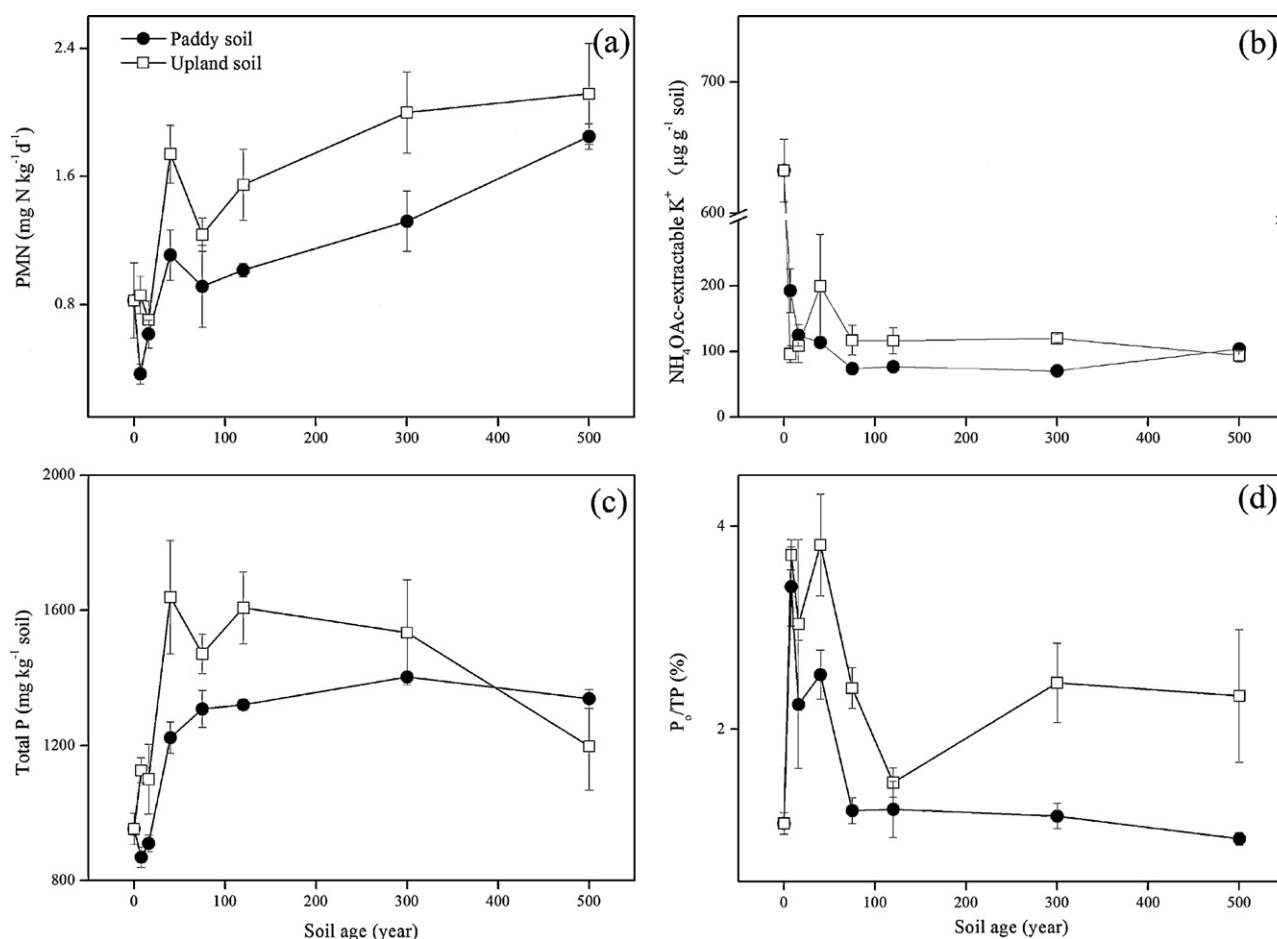 (a)
Paddy soil
Upland soil
2.4
1.6
0.8
PMN (mg N kg⁻¹d⁻¹)
0 100 200 300 400 500
(b)
700
600
200
100
0
NH₄OAc-extractable K⁺ (µg g⁻¹ soil)
0 100 200 300 400 500
(c)
2000
1600
1200
800
Total P (mg kg⁻¹ soil)
0 100 200 300 400 500
Soil age (year)
(d)
4
2
Pₒ/TP (%)
0 100 200 300 400 500
Soil age (year)